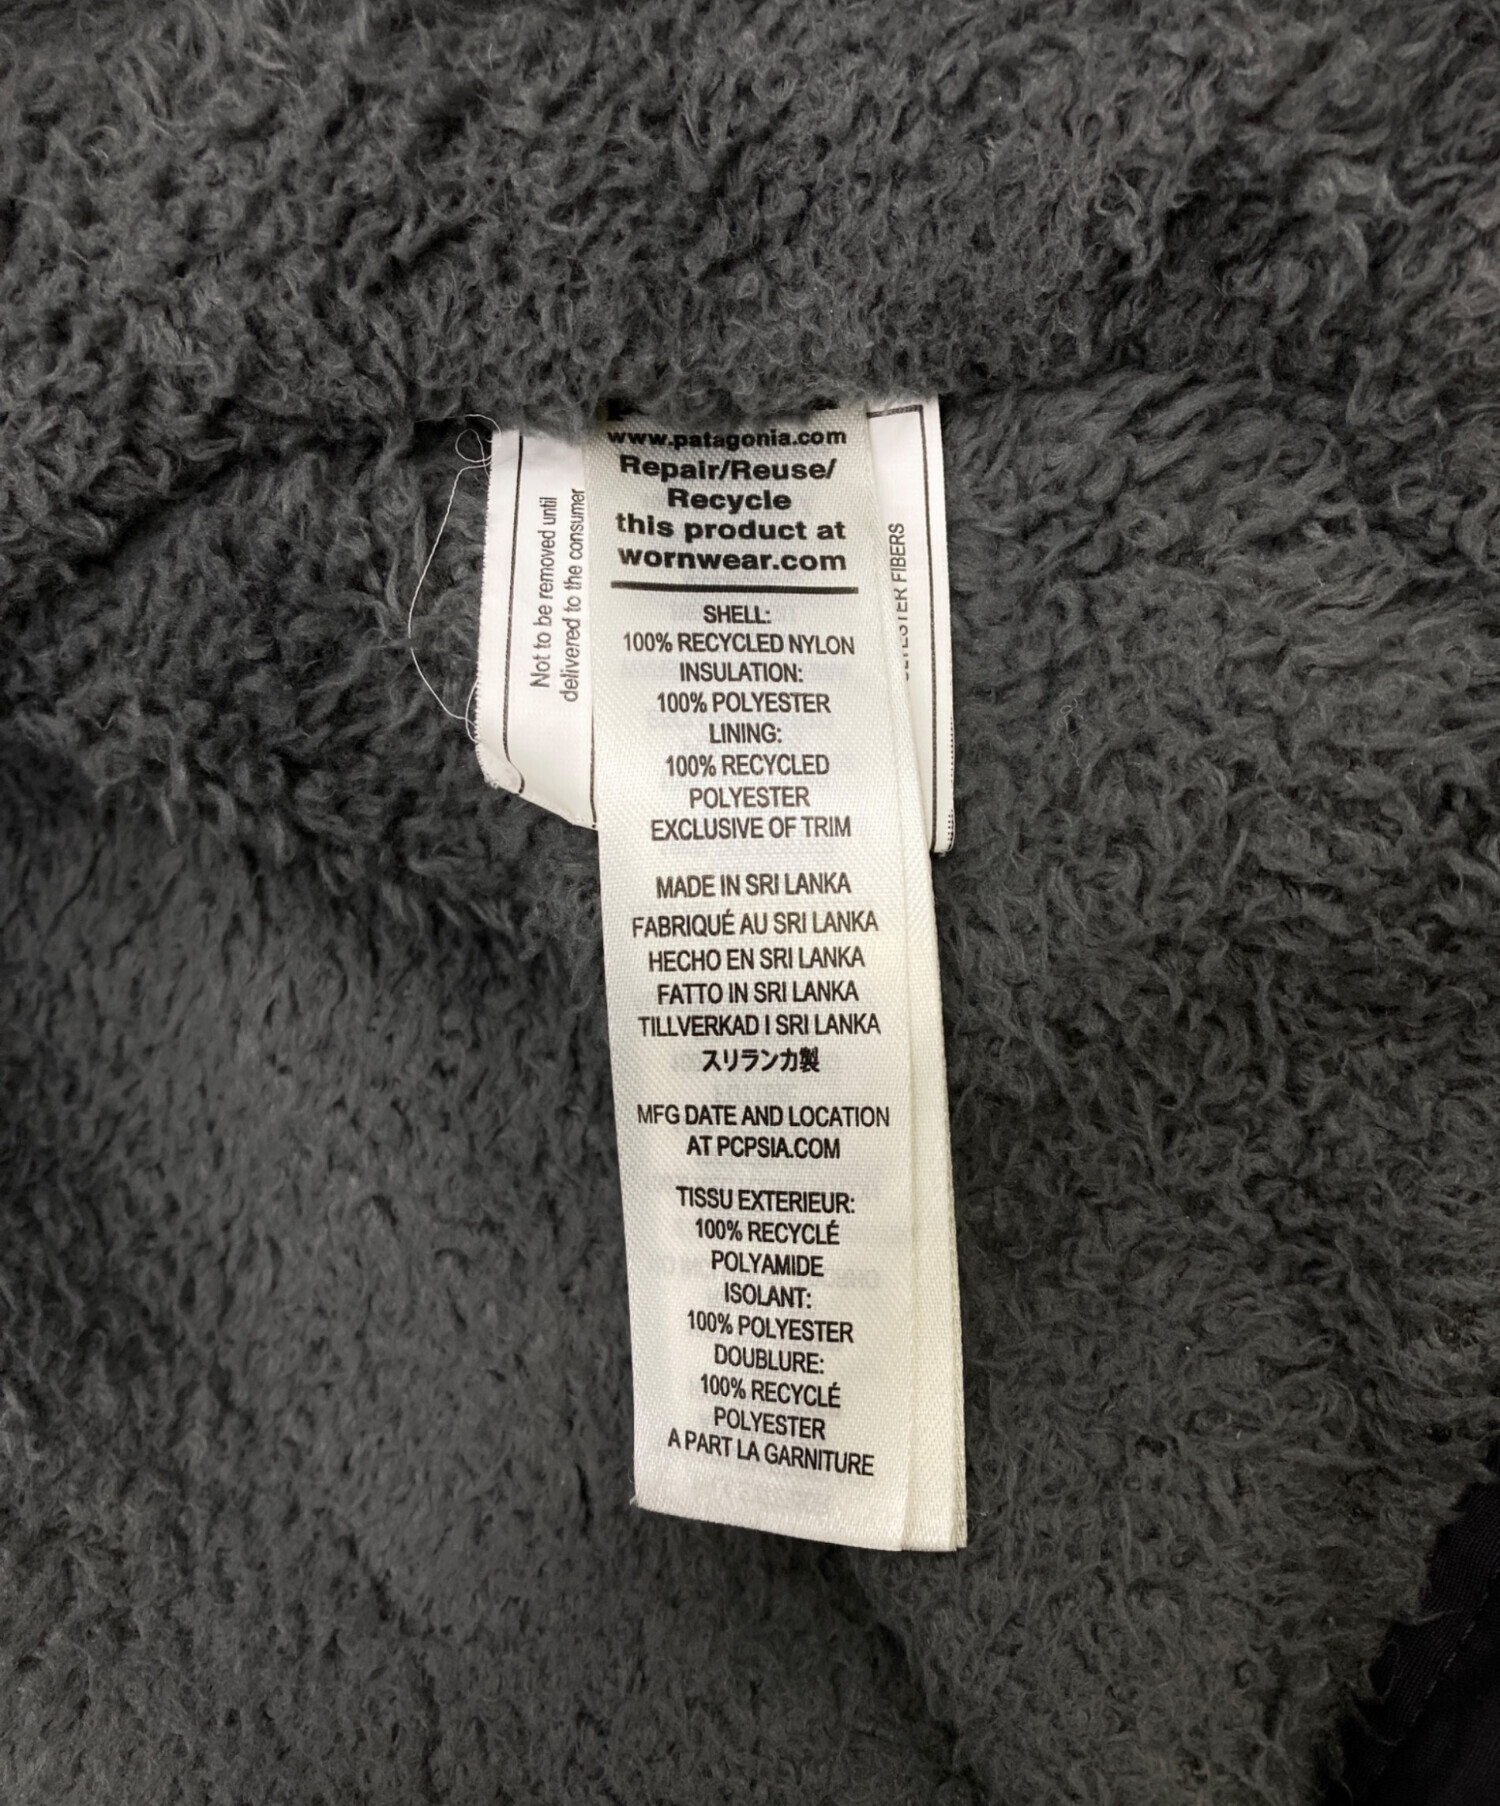 www.patagonia.com
Repair/Reuse/
Recycle
this product at
wornwear.com
SHELL:
100% RECYCLED NYLON
INSULATION:
100% POLYESTER
LINING:
100% RECYCLED
POLYESTER
EXCLUSIVE OF TRIM
MADE IN SRI LANKA
FABRIQUÉ AU SRI LANKA
HECHO EN SRI LANKA
FATTO IN SRI LANKA
TILLVERKAD I SRI LANKA
スリランカ製
MFG DATE AND LOCATION
AT PCPSIA.COM
TISSU EXTERIEUR:
100% RECYCLÉ
POLYAMIDE
ISOLANT:
100% POLYESTER
DOUBLURE:
100% RECYCLÉ
POLYESTER
A PART LA GARNITURE
Not to be removed until
delivered to the consumer
FIBERS